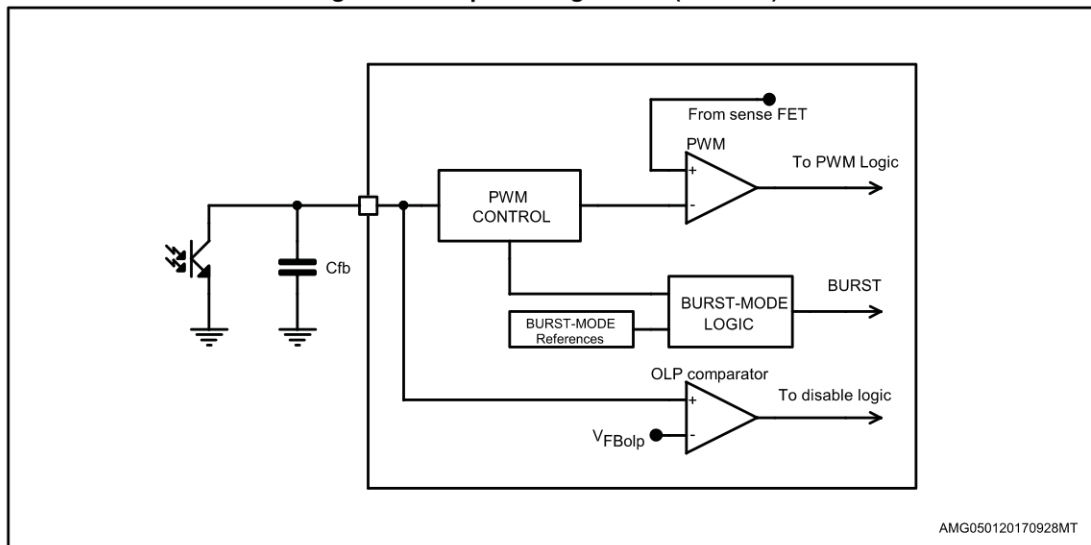 From sense FET
PWM
To PWM Logic
+
-
PWM
CONTROL
Cfb
BURST
BURST-MODE
LOGIC
BURST-MODE
References
OLP comparator
To disable logic
+
-
VFBolp
AMG050120170928MT